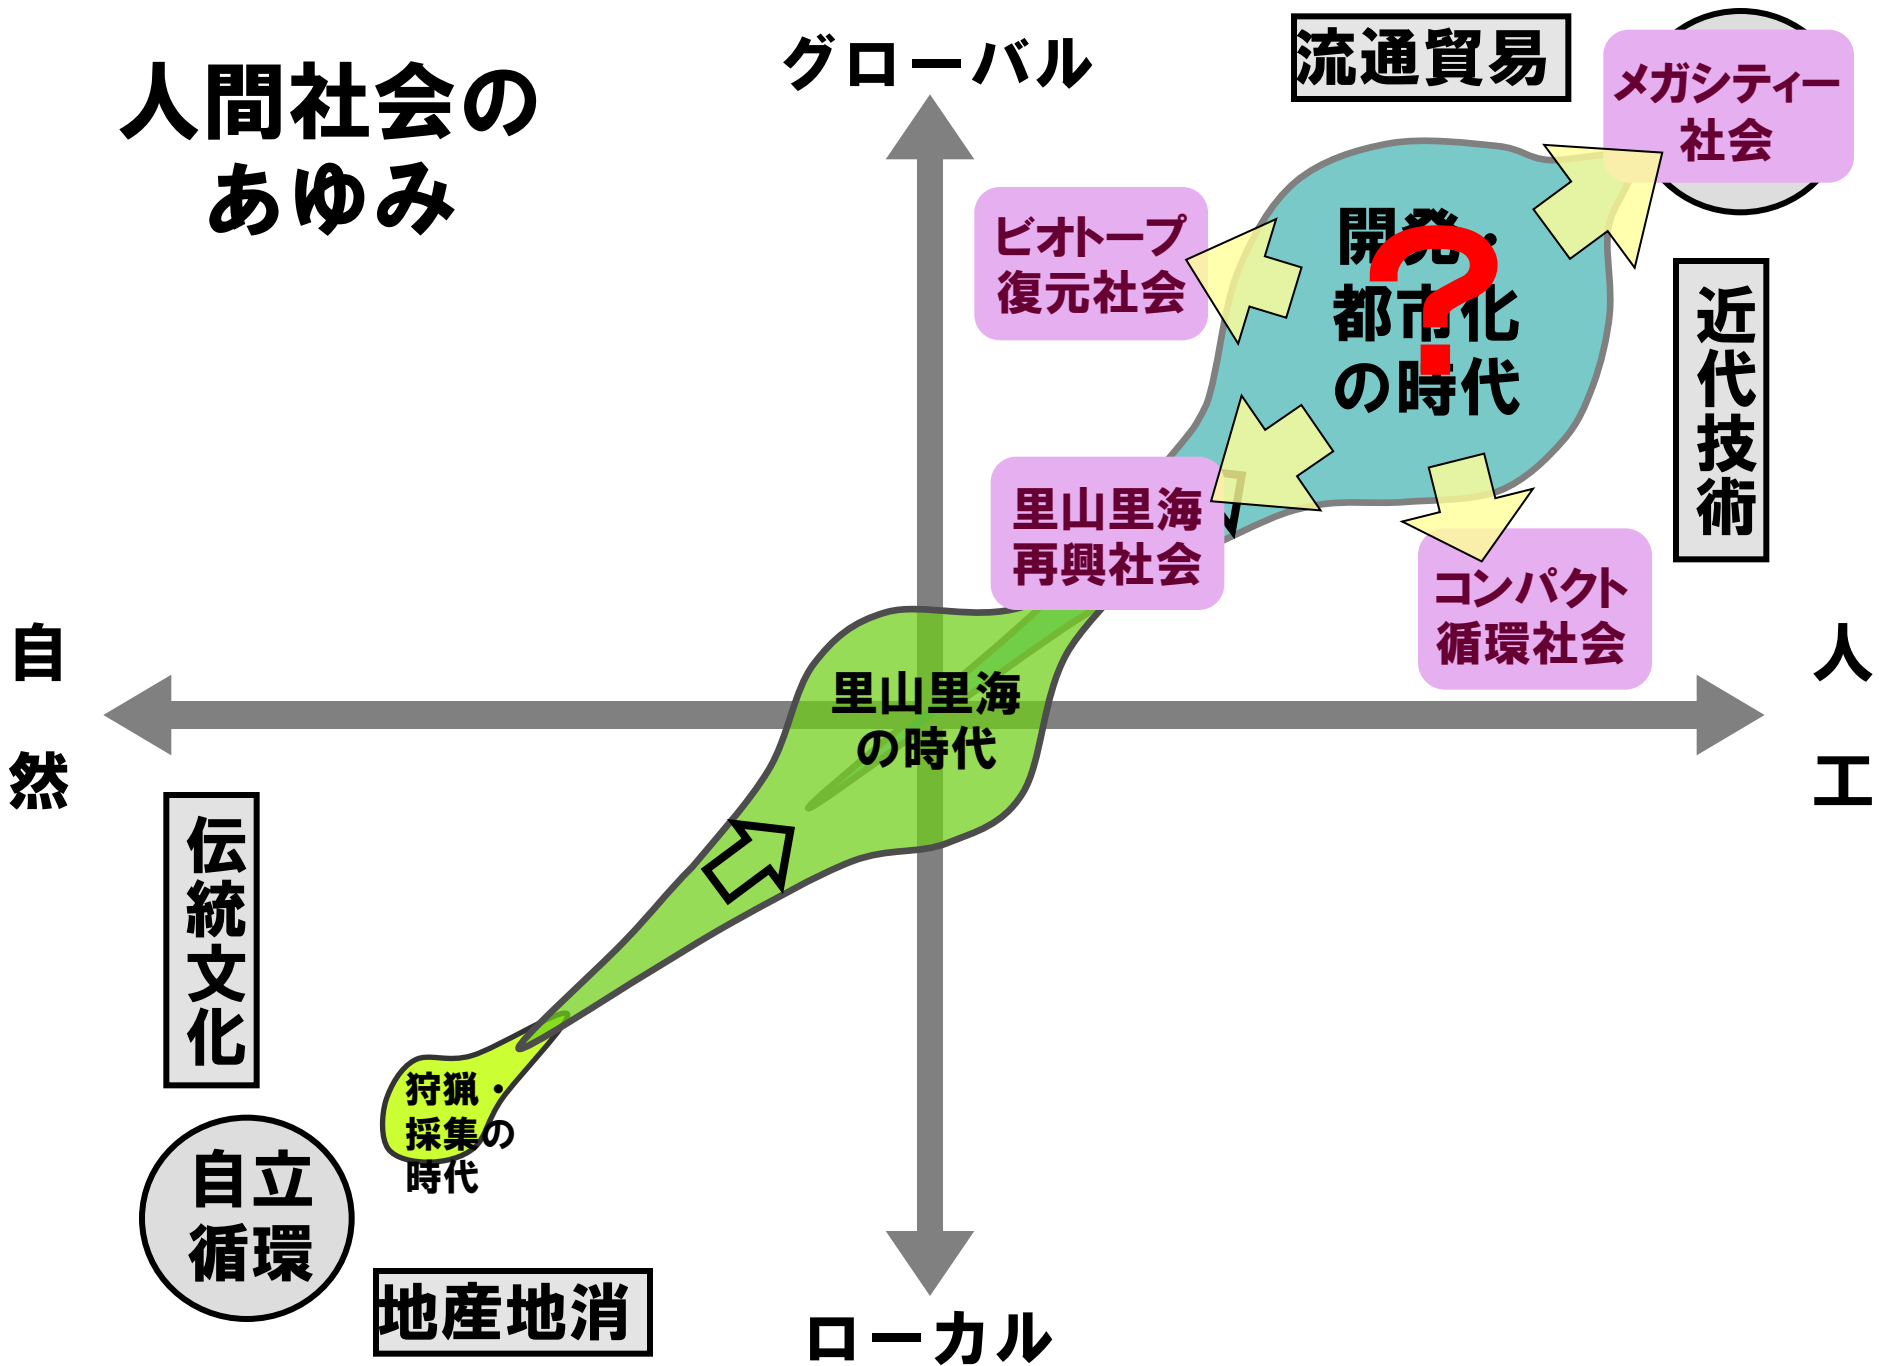 人間社会の
あゆみ
グローバル
流通貿易
メガシティー
社会
ビオトープ
復元社会
開発・
都市化
の時代
?
近代技術
里山里海
再興社会
コンパクト
循環社会
自然
人工
里山里海
の時代
伝統文化
狩猟・
採集の
時代
自立
循環
地産地消
ローカル